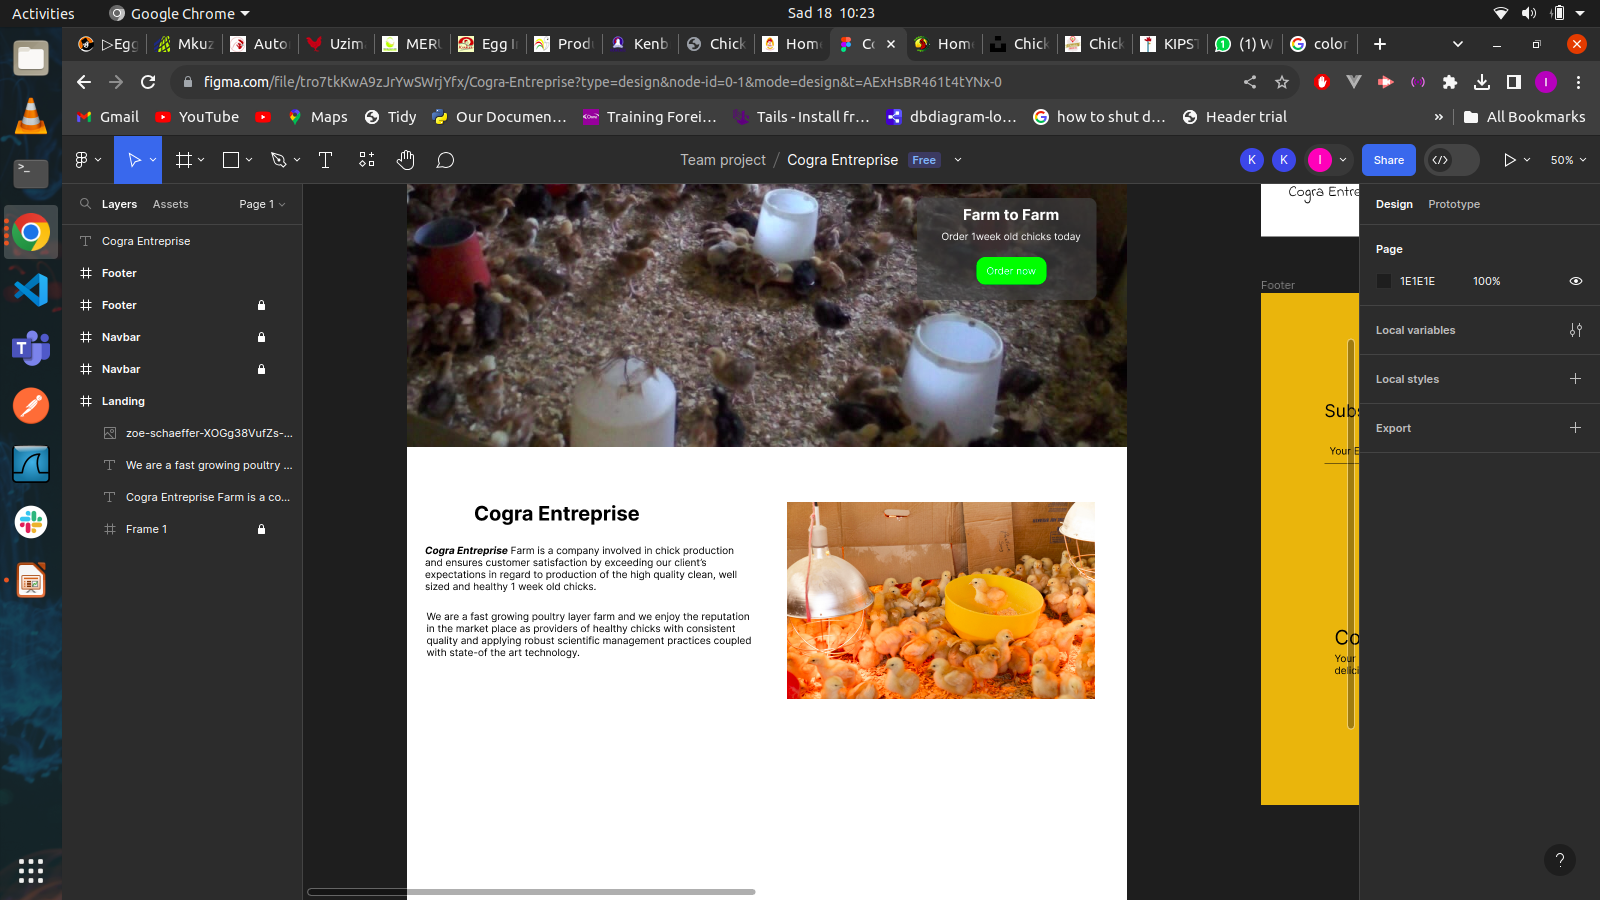 Activities
Google Chrome
Sad 18 10:23
▷Egg
Mkuz
Auto
Uzim
MERU
Egg I
Prod
Kenb
Chick
Hom
Co
Hom
Chick
Chick
KIPS
(1) W
color
figma.com/file/tro7tkKwA9zJrYwSWrjYfx/Cogra-Entreprise?type=design&node-id=0-1&mode=design&t=AExHsBR461t4tYNx-0
Gmail
YouTube
Maps
Tidy
Our Documen...
Training Forei...
Tails - Install fr...
dbdiagram-lo...
how to shut d...
Header trial
»
All Bookmarks
Team project / Cogra Entreprise Free
K K I
Share
50%
Layers Assets Page 1
Cogra Entreprise
Footer
Footer
Navbar
Navbar
Landing
zoe-schaeffer-XOGg38VufZs-...
We are a fast growing poultry ...
Cogra Entreprise Farm is a co...
Frame 1
Farm to Farm
Order 1week old chicks today
Order now
Cogra Entreprise
Cogra Entreprise Farm is a company involved in chick production
and ensures customer satisfaction by exceeding our client's
expectations in regard to production of the high quality clean, well
sized and healthy 1 week old chicks.
We are a fast growing poultry layer farm and we enjoy the reputation
in the market place as providers of healthy chicks with consistent
quality and applying robust scientific management practices coupled
with state-of the art technology.
Cogra Entre
Footer
Subs
Your E
Co
Your
delici
Design Prototype
Page
1E1E1E 100%
Local variables
Local styles
Export
?